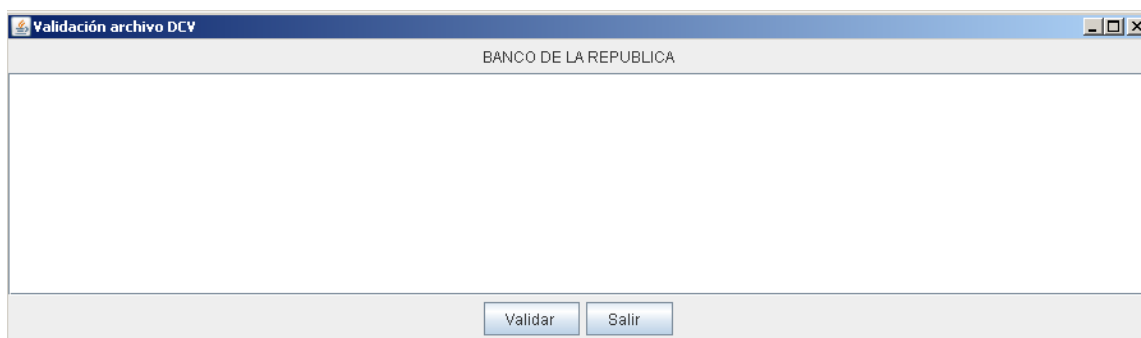 Validación archivo DCV
BANCO DE LA REPUBLICA
Validar
Salir